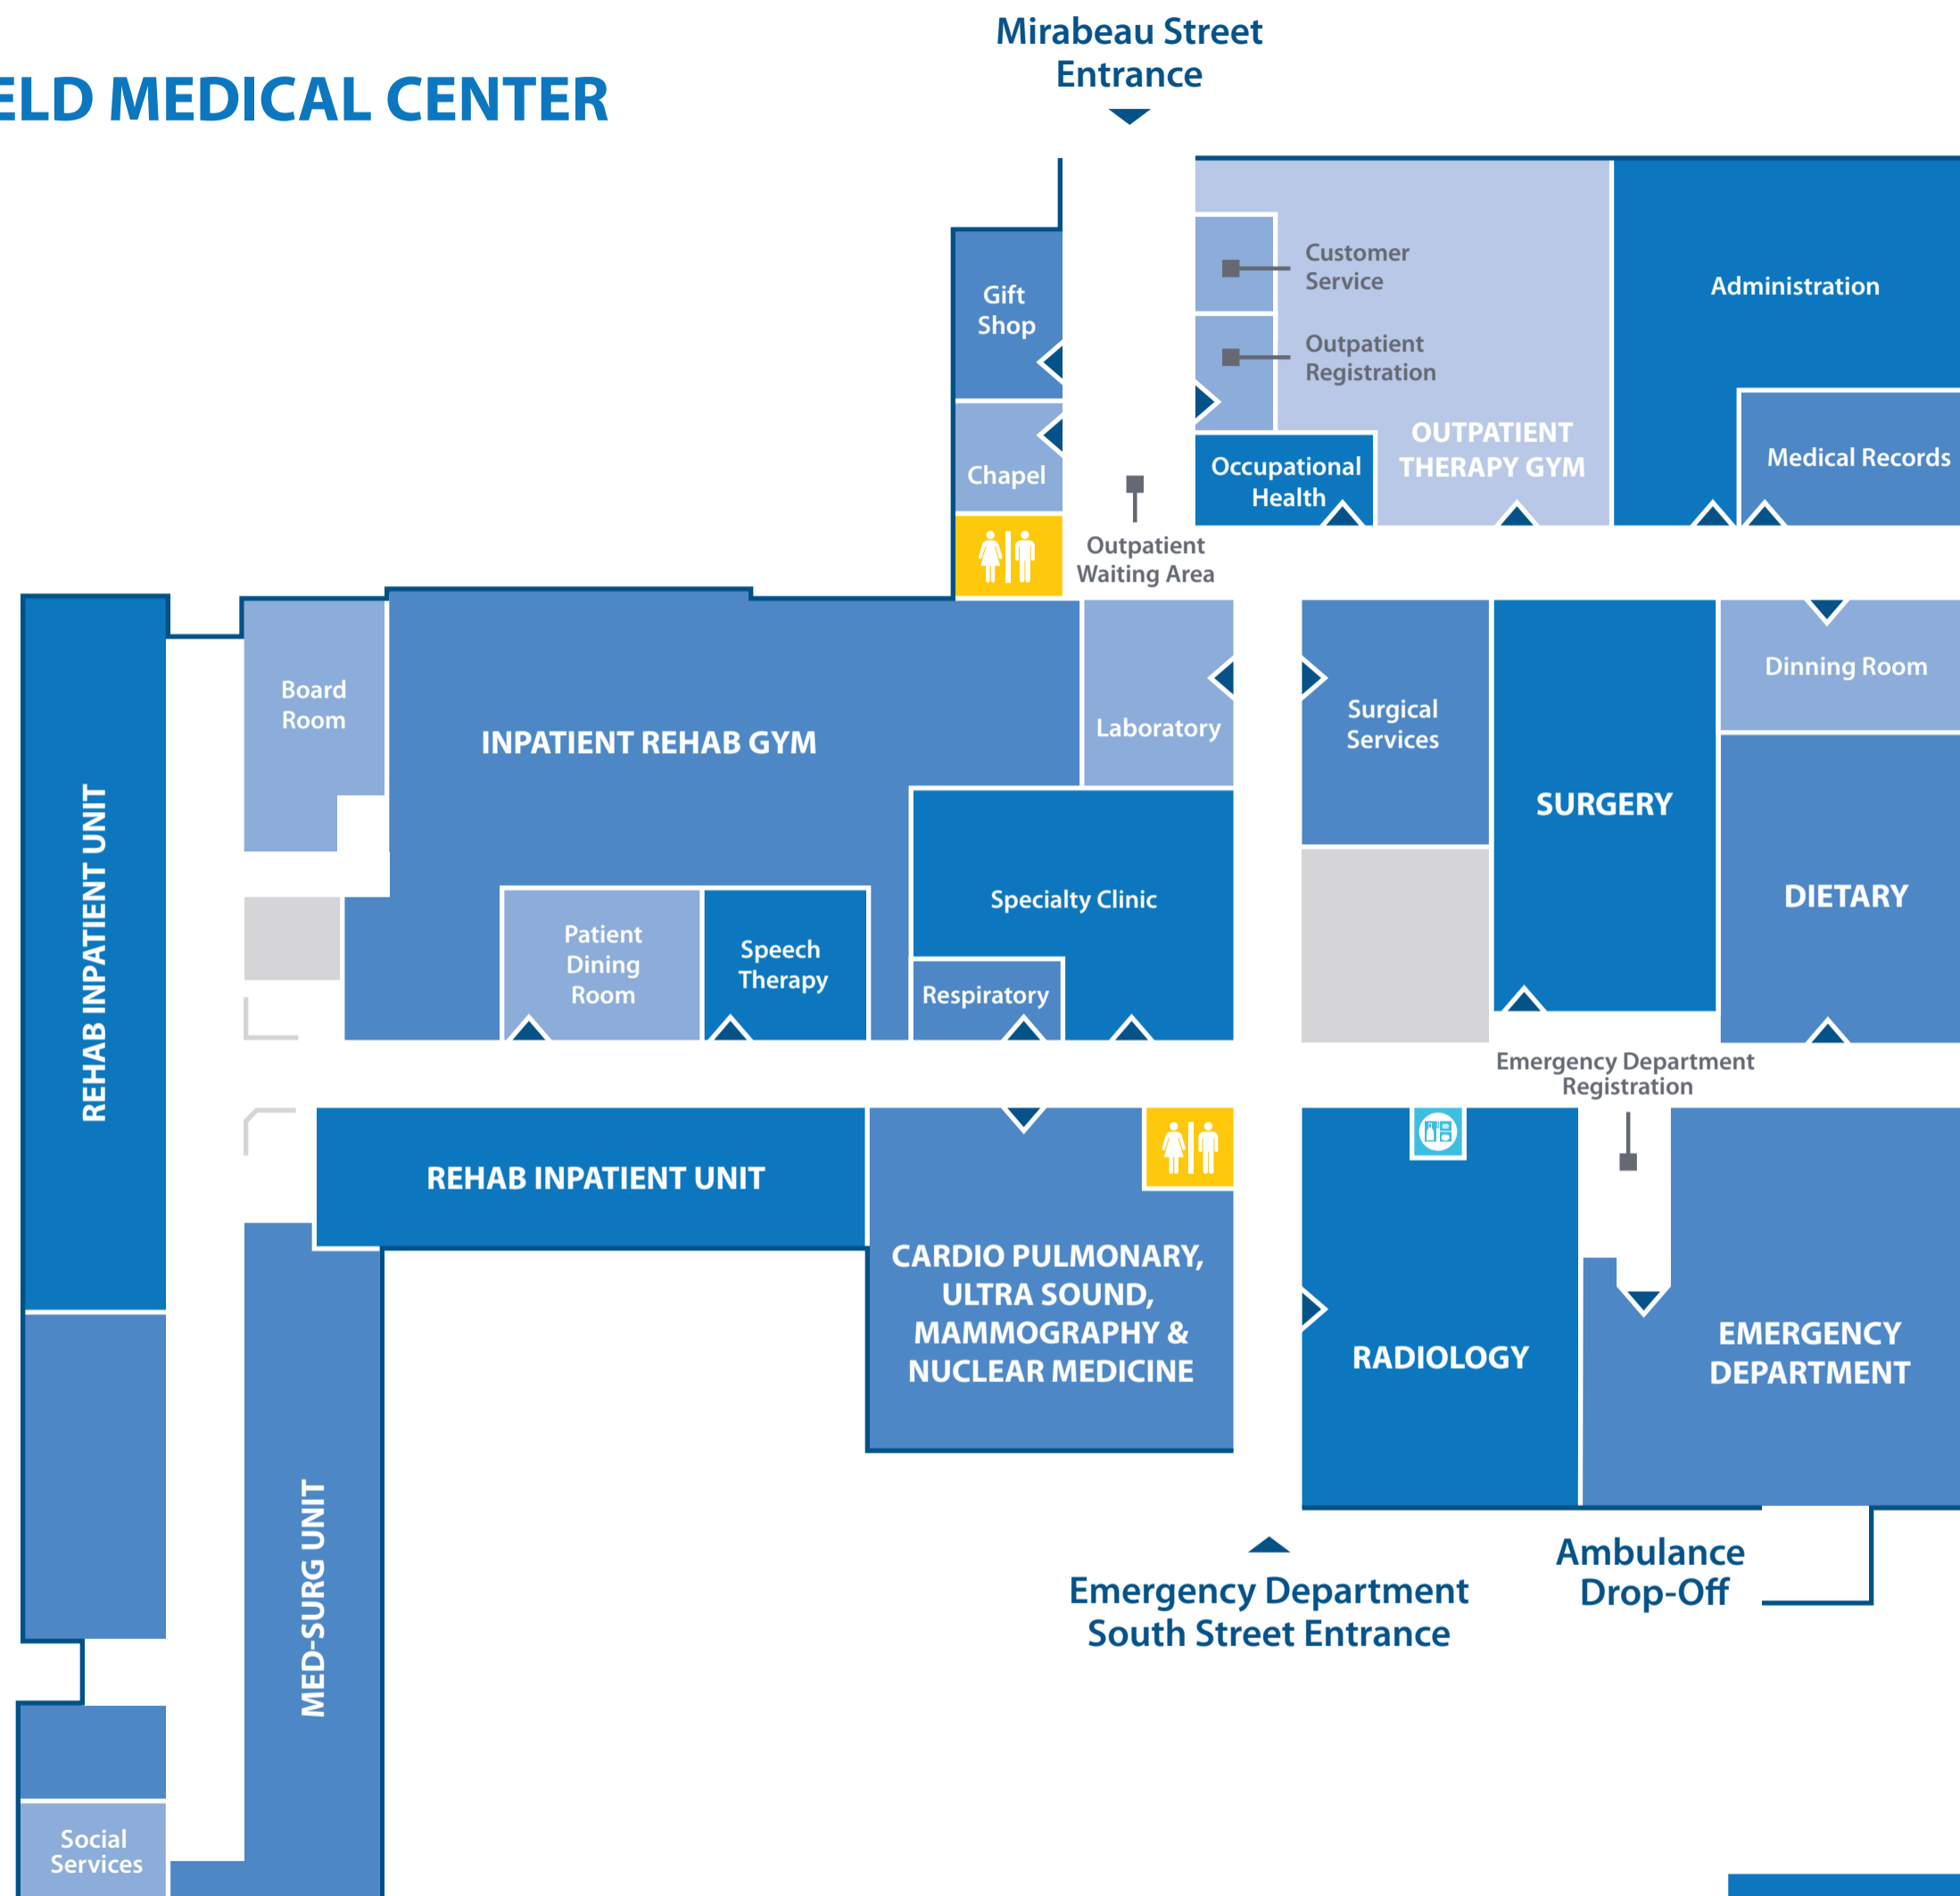 Mirabeau Street
Entrance
ELD MEDICAL CENTER
Customer
Service
Gift
Shop
Administration
Outpatient
Registration
OUTPATIENT
THERAPY GYM
Medical Records
Occupational
Health
Chapel
Outpatient
Waiting Area
Board
Room
INPATIENT REHAB GYM
Laboratory
Surgical
Services
Dinning Room
SURGERY
DIETARY
REHAB INPATIENT UNIT
Specialty Clinic
Patient
Dining
Room
Speech
Therapy
Respiratory
Emergency Department
Registration
REHAB INPATIENT UNIT
CARDIO PULMONARY,
ULTRA SOUND,
MAMMOGRAPHY &
NUCLEAR MEDICINE
RADIOLOGY
EMERGENCY
DEPARTMENT
MED-SURG UNIT
Emergency Department
South Street Entrance
Ambulance
Drop-Off
Social
Services